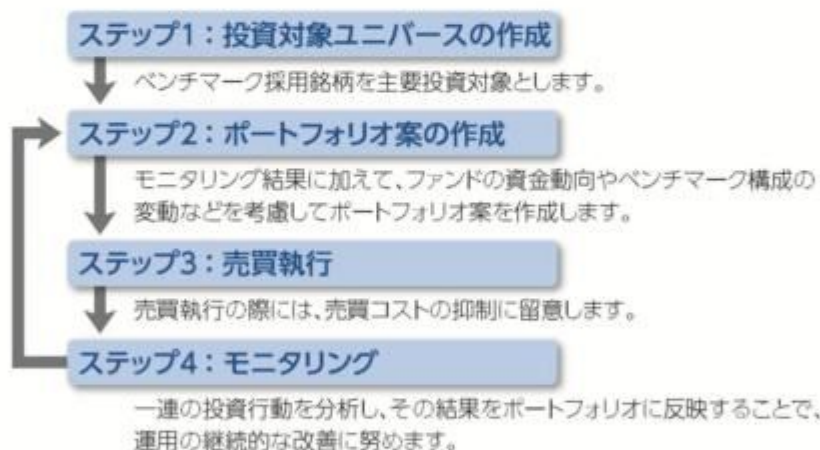 ステップ1：投資対象ユニバースの作成
ベンチマーク採用銘柄を主要投資対象とします。
ステップ2：ポートフォリオ案の作成
モニタリング結果に加えて、ファンドの資金動向やベンチマーク構成の
変動などを考慮してポートフォリオ案を作成します。
ステップ3：売買執行
売買執行の際には、売買コストの抑制に留意します。
ステップ4：モニタリング
一連の投資行動を分析し、その結果をポートフォリオに反映することで、
運用の継続的な改善に努めます。